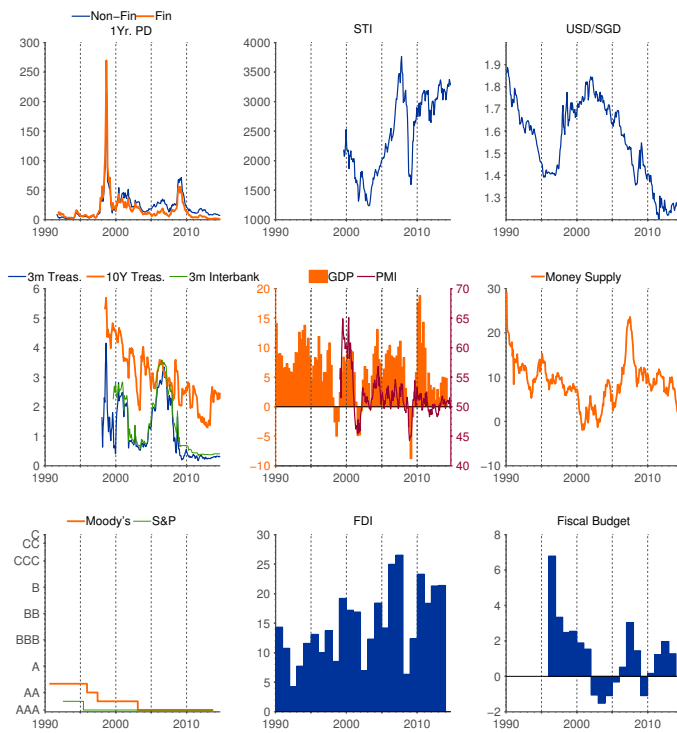 Non−Fin Fin
1Yr. PD
300
250
200
150
100
50
0
1990 2000 2010
STI
4000
3500
3000
2500
2000
1500
1000
1990 2000 2010
USD/SGD
1.9
1.8
1.7
1.6
1.5
1.4
1.3
1990 2000 2010
3m Treas. 10Y Treas. 3m Interbank
6
5
4
3
2
1
0
1990 2000 2010
GDP PMI
20 70
15 65
10 60
5 55
0 50
−5 45
−10 40
1990 2000 2010
Money Supply
30
20
10
0
−10
1990 2000 2010
Moody's S&P
C
CC
CCC
B
BB
BBB
A
AA
AAA
1990 2000 2010
FDI
30
25
20
15
10
5
0
1990 2000 2010
Fiscal Budget
8
6
4
2
0
−2
1990 2000 2010